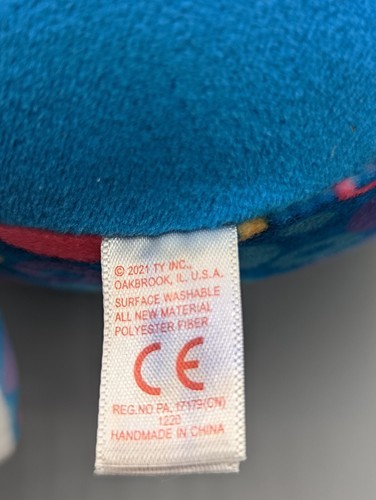 © 2021 TY INC.,
OAKBROOK, IL. U.S.A.
SURFACE WASHABLE
ALL NEW MATERIAL
POLYESTER FIBER
CE
REG.NO PA. 17179(CN)
1220
HANDMADE IN CHINA